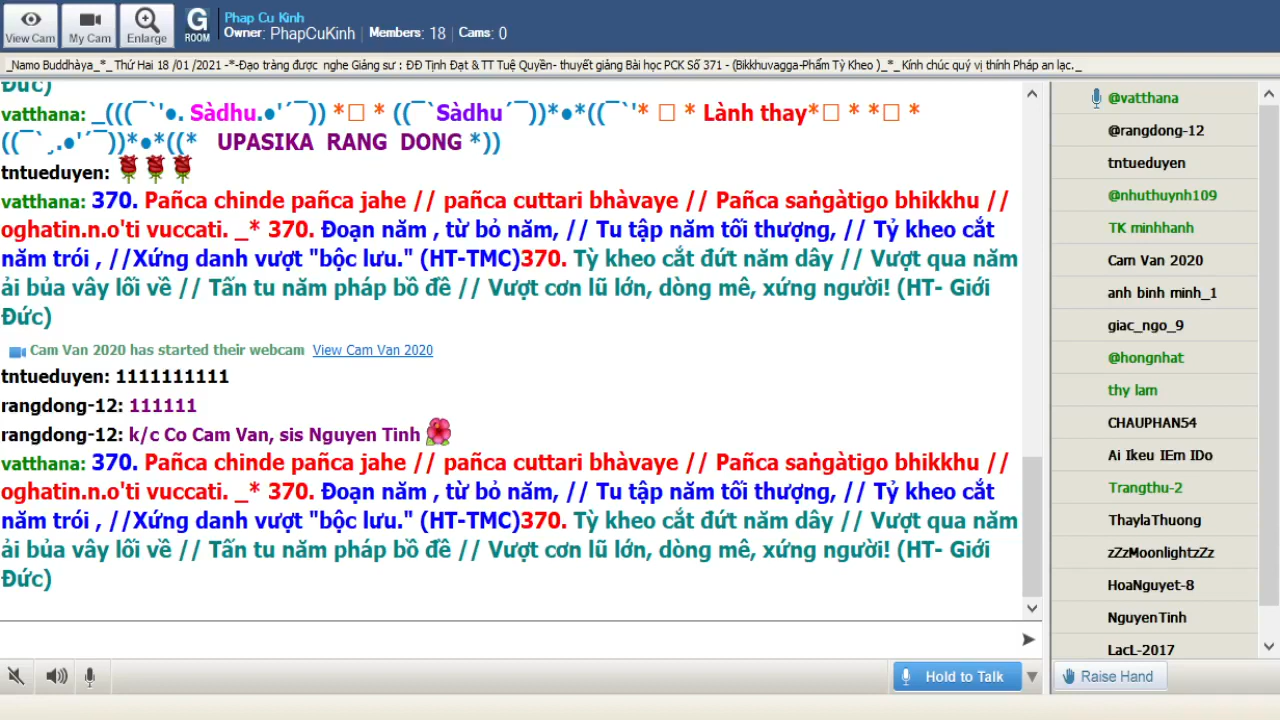 View Cam
My Cam
Enlarge
G
ROOM
Phap Cu Kinh
Owner: PhapCuKinh | Members: 18 | Cams: 0
_Namo Buddhàya_*_ Thứ Hai 18 /01 /2021 -*-Đạo tràng được nghe Giảng sư : ĐĐ Tịnh Đạt & TT Tuệ Quyền- thuyết giảng Bài học PCK Số 371 - (Bikkhuvagga-Phẩm Tỳ Kheo )_*_ Kính chúc quý vị thính Pháp an lạc._
Đức)
vatthana: _(((¯`'•. Sàdhu.•'´¯)) *□ * ((¯`Sàdhu´¯))*•*((¯`'* □ * Lành thay*□ * *□ *
((¯`¸.•'´¯))*•*((* UPASIKA RANG DONG *))
tntueduyen:
vatthana: 370. Pañca chinde pañca jahe // pañca cuttari bhàvaye // Pañca saṅgàtigo bhikkhu //
oghatin.n.o'ti vuccati. _* 370. Đoạn năm , từ bỏ năm, // Tu tập năm tối thượng, // Tỷ kheo cắt
năm trói , //Xứng danh vượt "bộc lưu." (HT-TMC)370. Tỳ kheo cắt đứt năm dây // Vượt qua năm
ải bủa vây lối về // Tấn tu năm pháp bồ đề // Vượt cơn lũ lớn, dòng mê, xứng người! (HT- Giới
Đức)
Cam Van 2020 has started their webcam View Cam Van 2020
tntueduyen: 1111111111
rangdong-12: 111111
rangdong-12: k/c Co Cam Van, sis Nguyen Tinh
vatthana: 370. Pañca chinde pañca jahe // pañca cuttari bhàvaye // Pañca saṅgàtigo bhikkhu //
oghatin.n.o'ti vuccati. _* 370. Đoạn năm , từ bỏ năm, // Tu tập năm tối thượng, // Tỷ kheo cắt
năm trói , //Xứng danh vượt "bộc lưu." (HT-TMC)370. Tỳ kheo cắt đứt năm dây // Vượt qua năm
ải bủa vây lối về // Tấn tu năm pháp bồ đề // Vượt cơn lũ lớn, dòng mê, xứng người! (HT- Giới
Đức)
Hold to Talk
@vatthana
@rangdong-12
tntueduyen
@nhuthuynh109
TK minhhanh
Cam Van 2020
anh binh minh_1
giac_ngo_9
@hongnhat
thy lam
CHAUPHAN54
Ai Ikeu IEm IDo
Trangthu-2
ThaylaThuong
zZzMoonlightzZz
HoaNguyet-8
NguyenTinh
LacL-2017
Raise Hand